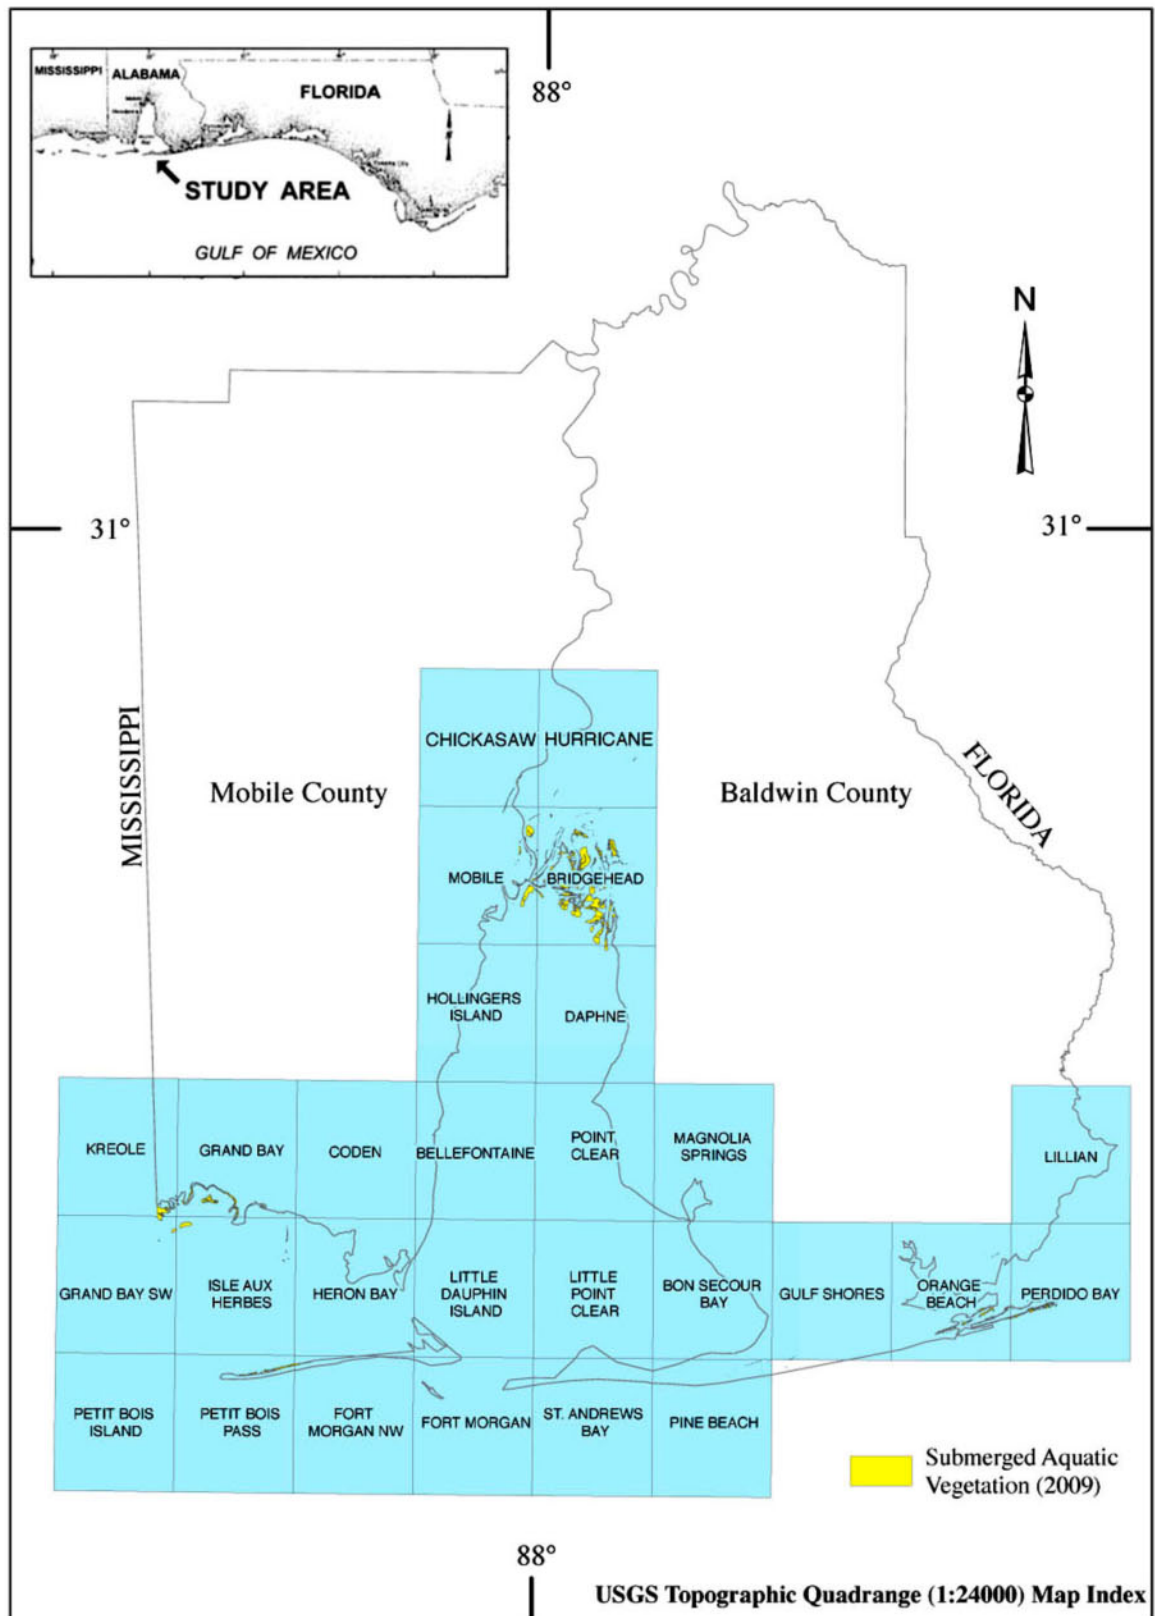 MISSISSIPPI ALABAMA
FLORIDA
STUDY AREA
GULF OF MEXICO
88°
N
31°
31°
MISSISSIPPI
Mobile County
Baldwin County
FLORIDA
CHICKASAW HURRICANE
MOBILE
BRIDGEHEAD
HOLLINGERS
ISLAND
DAPHNE
KREOLE
GRAND BAY
CODEN
BELLEFONTAINE
POINT
CLEAR
MAGNOLIA
SPRINGS
LILLIAN
GRAND BAY SW
ISLE AUX
HERBES
HERON BAY
LITTLE
DAUPHIN
ISLAND
LITTLE
POINT
CLEAR
BON SECOUR
BAY
GULF SHORES
ORANGE
BEACH
PERDIDO BAY
PETIT BOIS
ISLAND
PETIT BOIS
PASS
FORT
MORGAN NW
FORT MORGAN
ST. ANDREWS
BAY
PINE BEACH
Submerged Aquatic
Vegetation (2009)
88°
USGS Topographic Quadrange (1:24000) Map Index